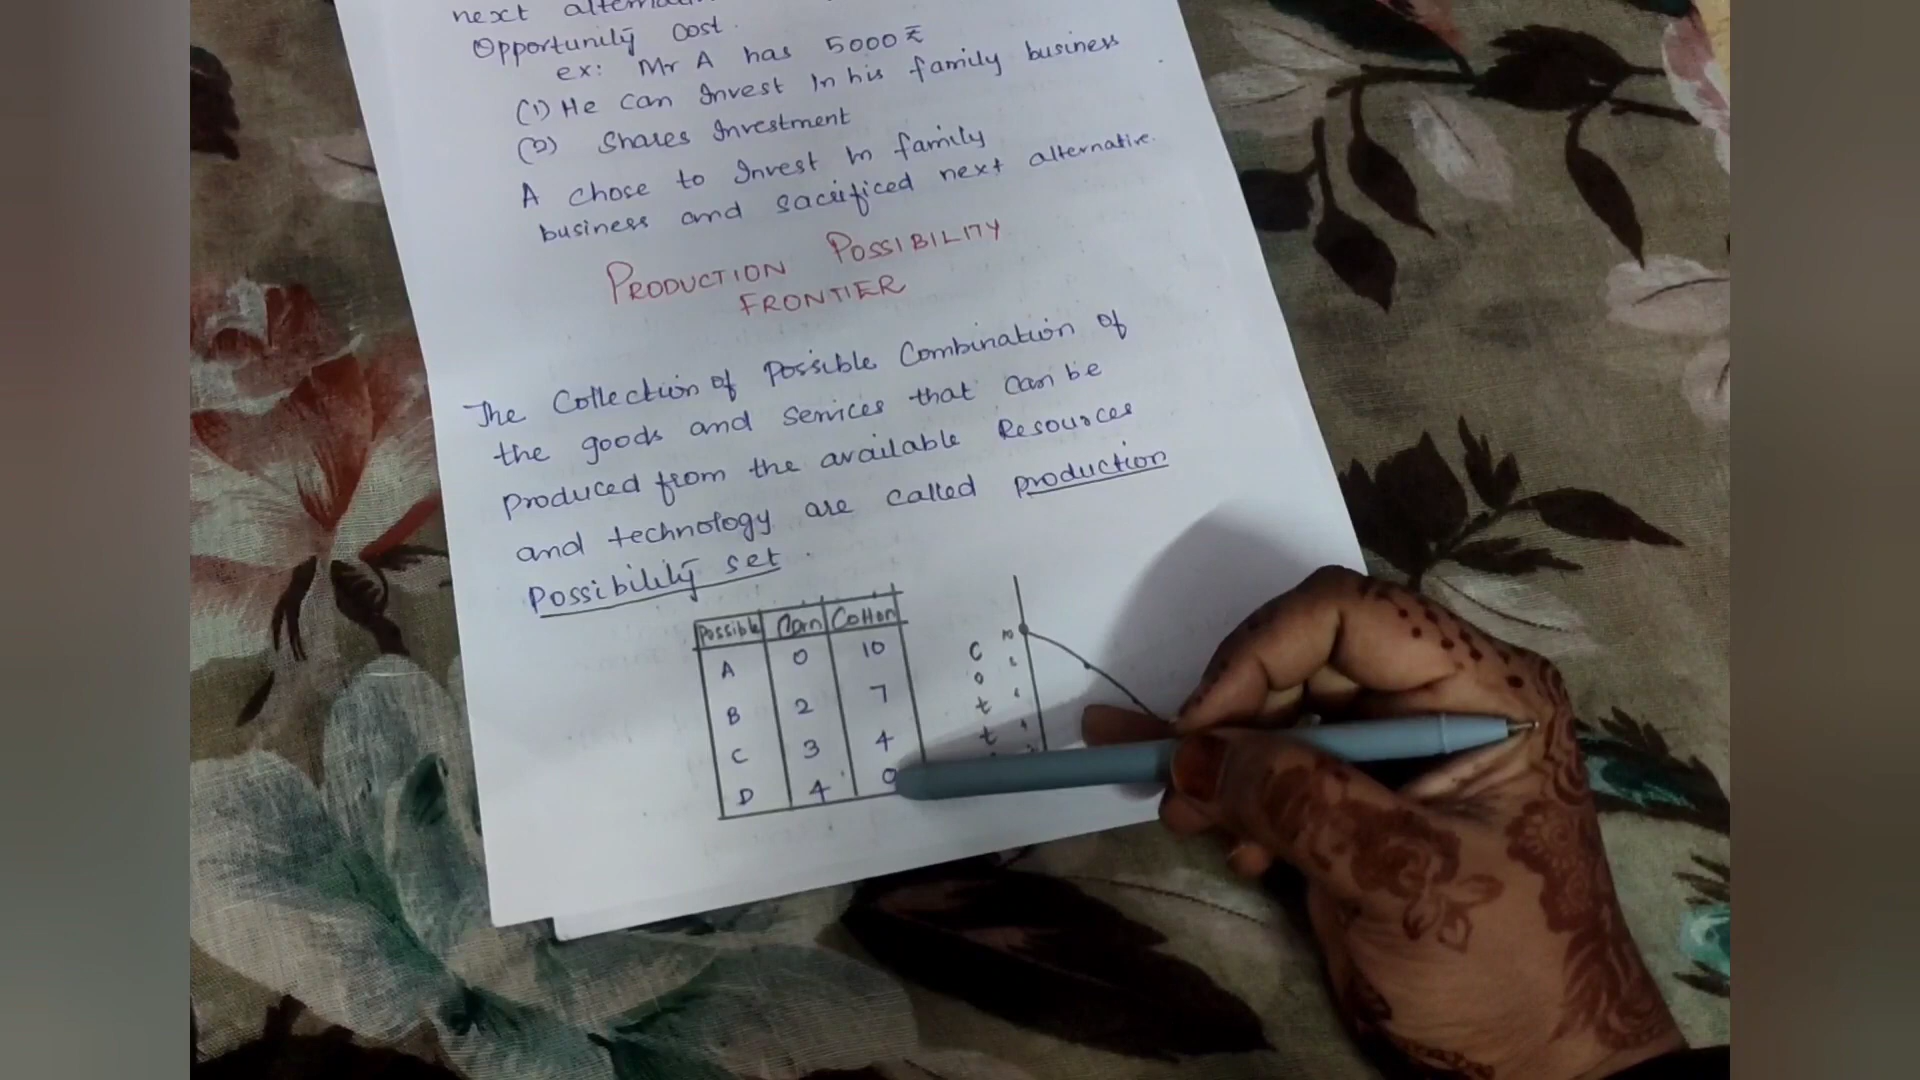 next
Opportunity cost.
ex: Mr A has 5000₹
(1) He can Invest In his family business
(2) Shares Investment
A chose to Invest In family
business and sacrificed next alternative.
PRODUCTION POSSIBILITY
FRONTIER
The Collection of Possible Combination of
the goods and services that can be
Produced from the available Resources
and technology are called production
Possibility set.
Possible Corn Cotton
A 0 10
B 2 7
C 3 4
D 4 0
10
C
o
t
t